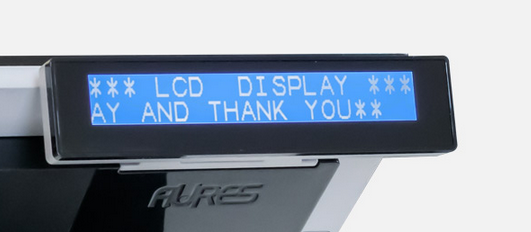 *** LCD DISPLAY ***
AY AND THANK YOU**
AURES